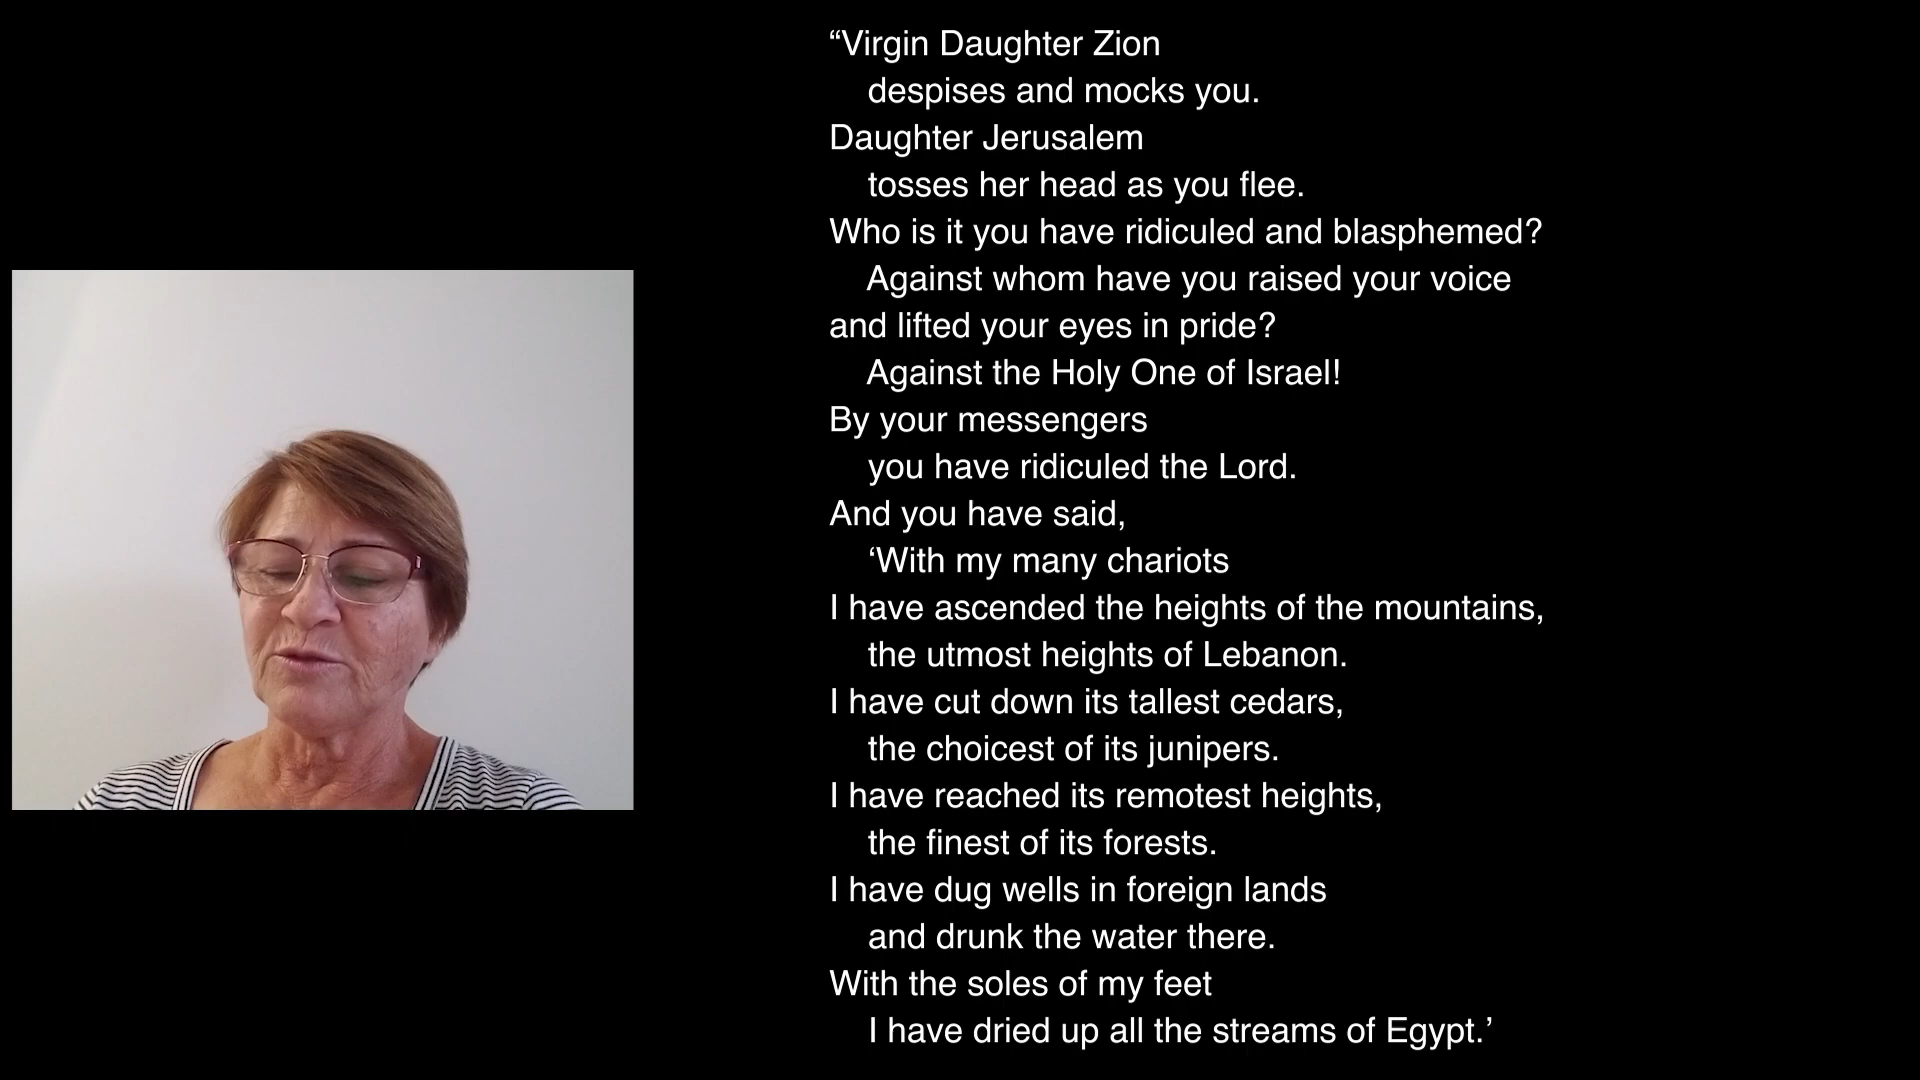 “Virgin Daughter Zion
despises and mocks you.
Daughter Jerusalem
tosses her head as you flee.
Who is it you have ridiculed and blasphemed?
Against whom have you raised your voice
and lifted your eyes in pride?
Against the Holy One of Israel!
By your messengers
you have ridiculed the Lord.
And you have said,
‘With my many chariots
I have ascended the heights of the mountains,
the utmost heights of Lebanon.
I have cut down its tallest cedars,
the choicest of its junipers.
I have reached its remotest heights,
the finest of its forests.
I have dug wells in foreign lands
and drunk the water there.
With the soles of my feet
I have dried up all the streams of Egypt.’